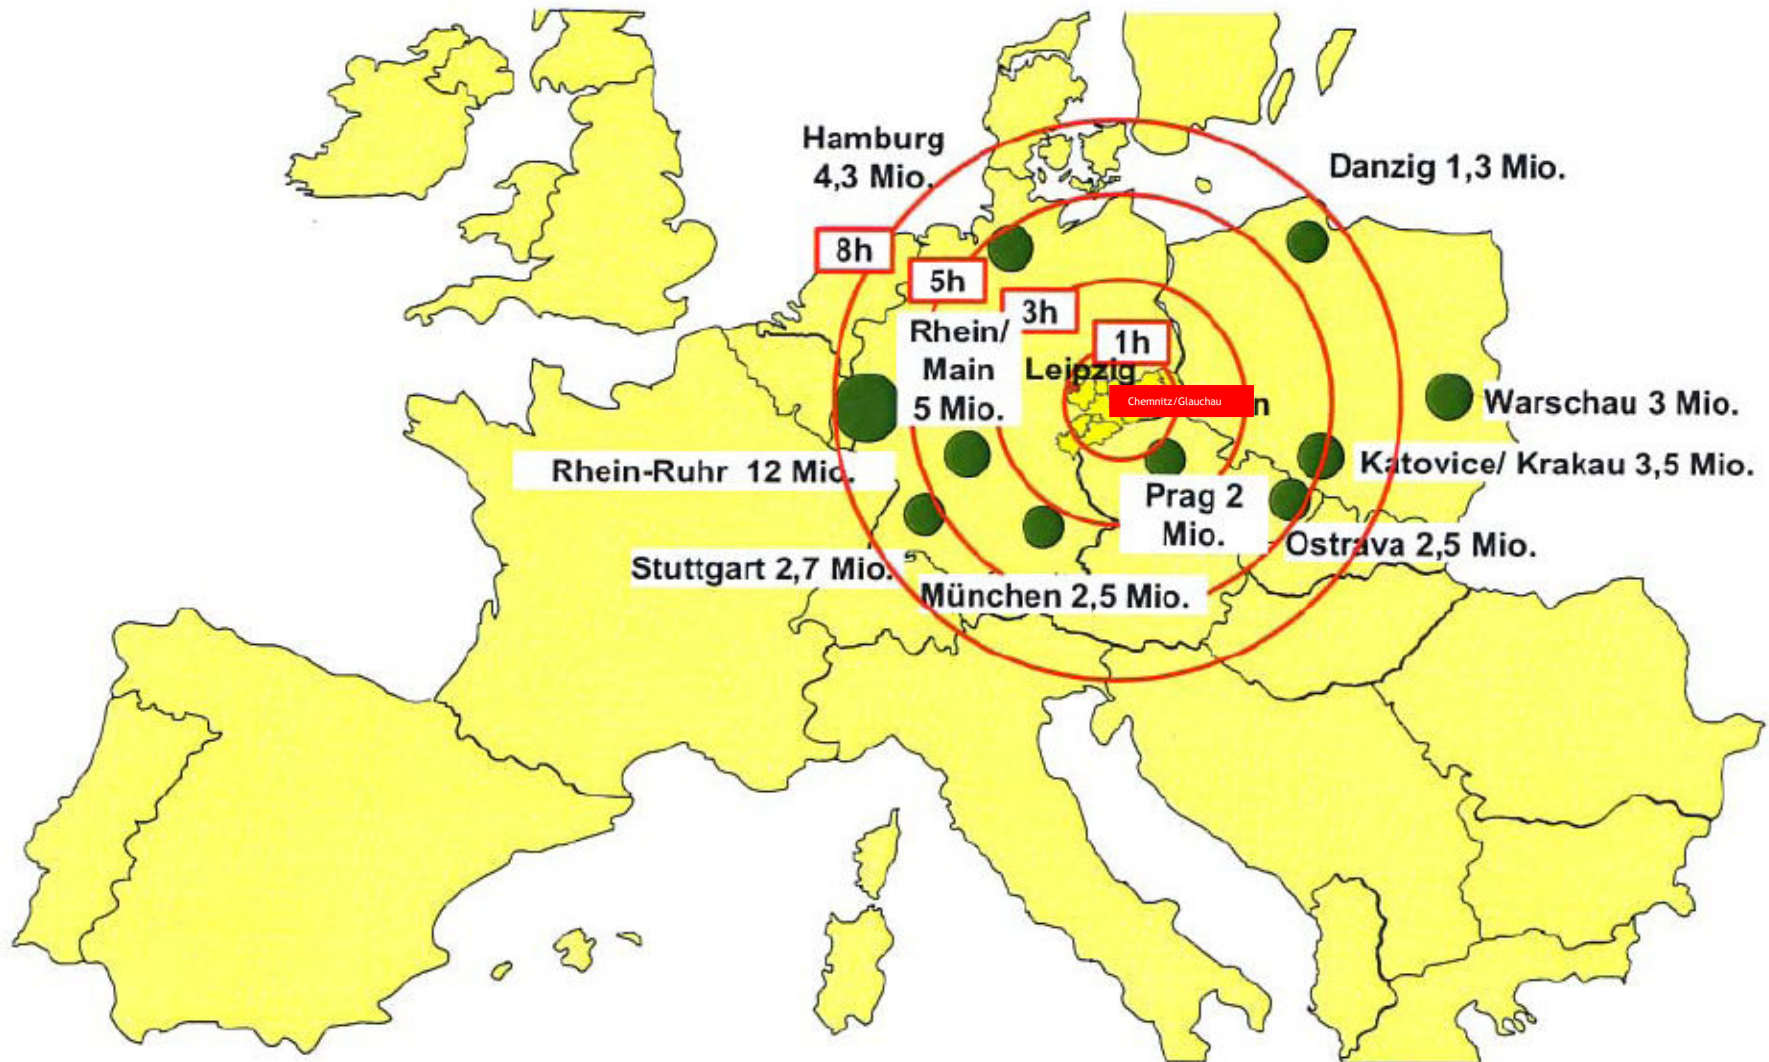 Hamburg
4,3 Mio.
Danzig 1,3 Mio.
8h
5h
3h
1h
Rhein/
Main
5 Mio.
Leipzig
Chemnitz/Glauchau
n
Warschau 3 Mio.
Rhein-Ruhr 12 Mio.
Katovice/ Krakau 3,5 Mio.
Prag 2
Mio.
Ostrava 2,5 Mio.
Stuttgart 2,7 Mio.
München 2,5 Mio.